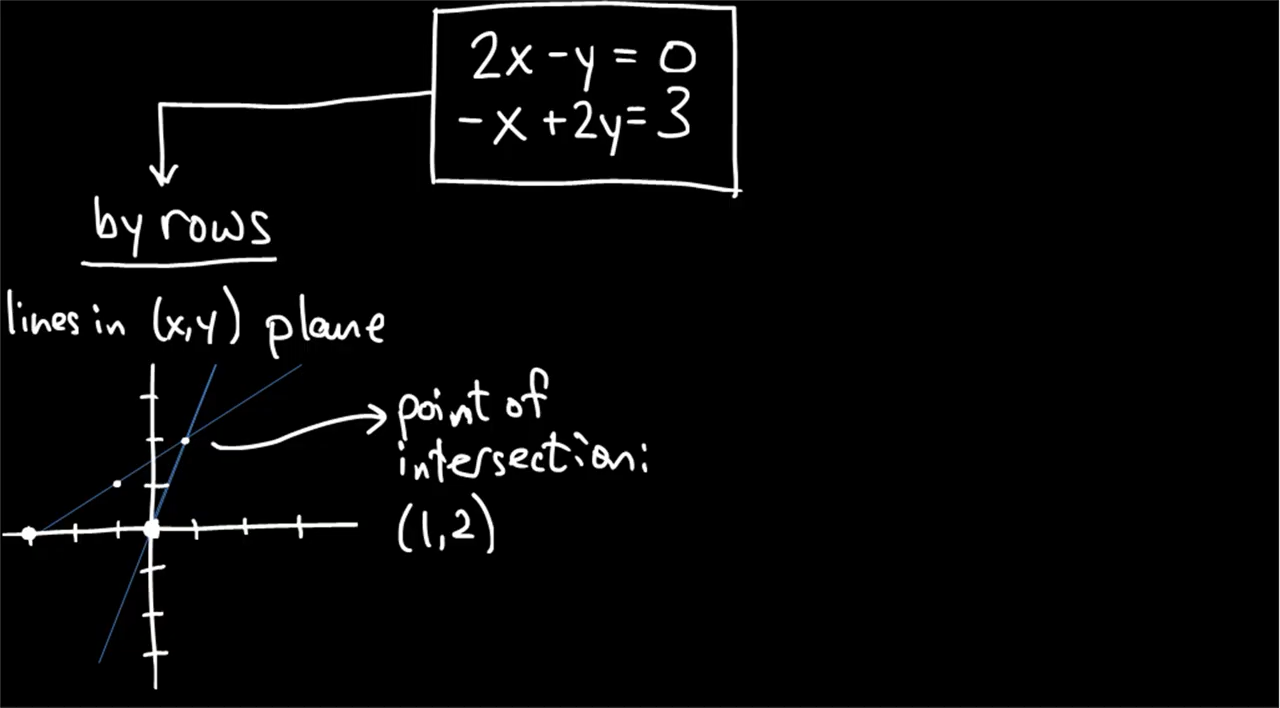 2x - y = 0
-x + 2y = 3
by rows
lines in (x,y) plane
point of
intersection:
(1,2)